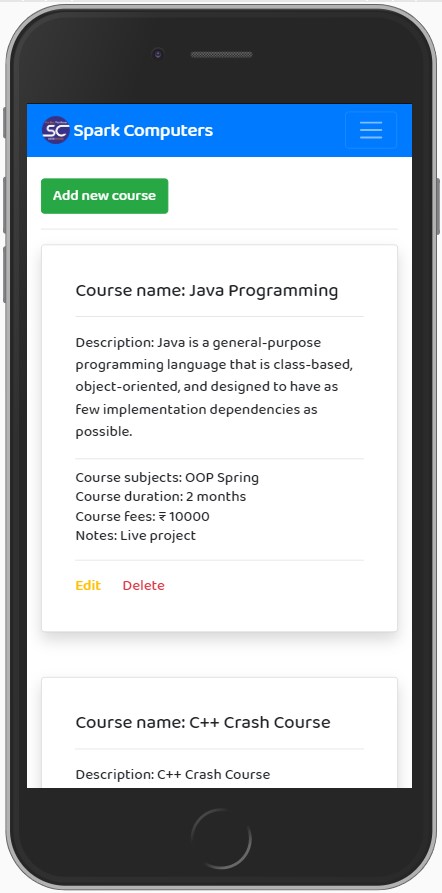 SC Spark Computers
Add new course
Course name: Java Programming
Description: Java is a general-purpose
programming language that is class-based,
object-oriented, and designed to have as
few implementation dependencies as
possible.
Course subjects: OOP Spring
Course duration: 2 months
Course fees: ₹ 10000
Notes: Live project
Edit Delete
Course name: C++ Crash Course
Description: C++ Crash Course